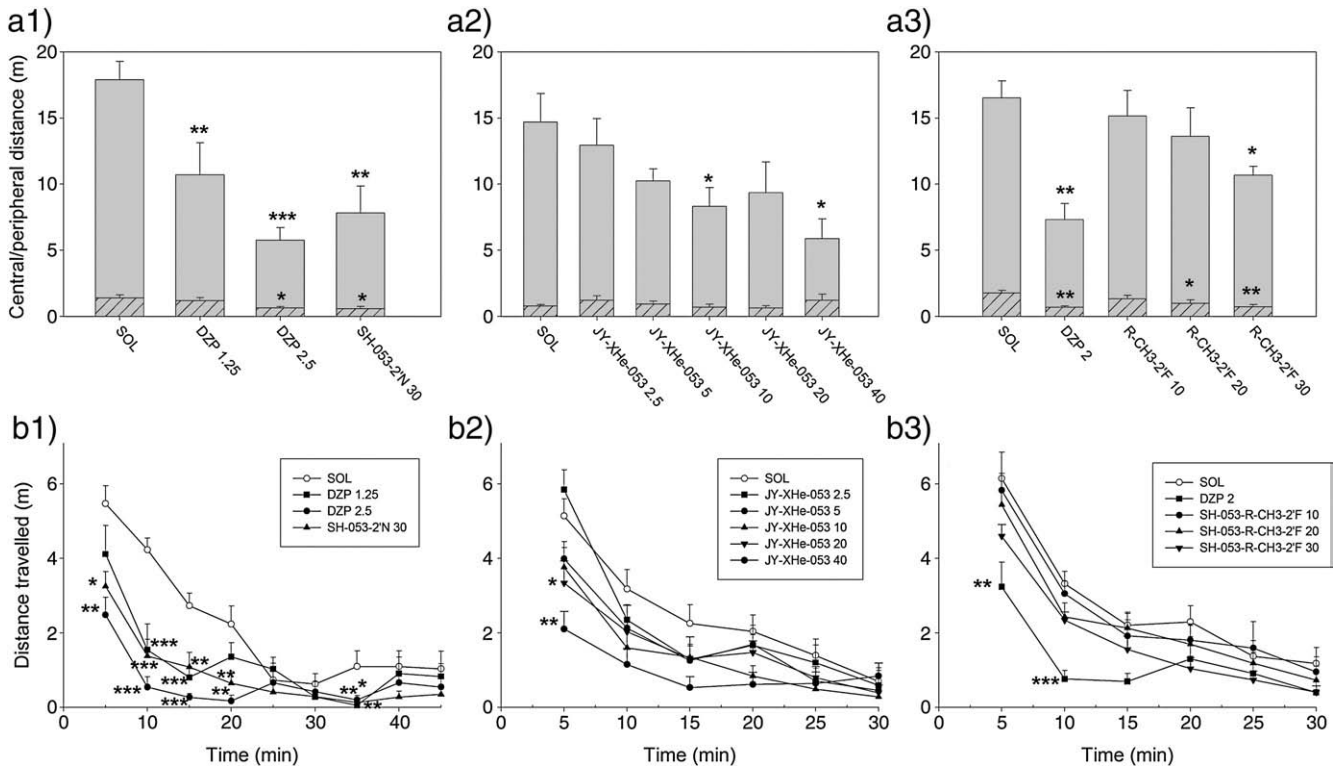 a1)
a2)
a3)
Central/peripheral distance (m)
20
15
10
5
0
**
***
*
**
*
SOL
DZP 1.25
DZP 2.5
SH-053-2'N 30
20
15
10
5
0
*
*
SOL
JY-XHe-053 2.5
JY-XHe-053 5
JY-XHe-053 10
JY-XHe-053 20
JY-XHe-053 40
20
15
10
5
0
**
**
*
*
**
SOL
DZP 2
R-CH3-2'F 10
R-CH3-2'F 20
R-CH3-2'F 30
b1)
b2)
b3)
Distance travelled (m)
6
4
2
0
SOL
DZP 1.25
DZP 2.5
SH-053-2'N 30
*
**
***
***
***
**
***
***
**
**
**
*
**
0 10 20 30 40
Time (min)
6
4
2
0
SOL
JY-XHe-053 2.5
JY-XHe-053 5
JY-XHe-053 10
JY-XHe-053 20
JY-XHe-053 40
*
**
0 5 10 15 20 25 30
Time (min)
6
4
2
0
SOL
DZP 2
SH-053-R-CH3-2'F 10
SH-053-R-CH3-2'F 20
SH-053-R-CH3-2'F 30
**
***
0 5 10 15 20 25 30
Time (min)